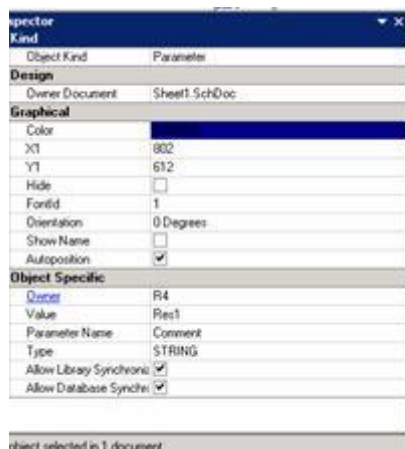 spector
Kind
Object Kind Parameter
Design
Owner Document Sheet1.SchDoc
Graphical
Color
X1 802
Y1 612
Hide
FontId 1
Orientation 0 Degrees
Show Name
Autoposition
Object Specific
Owner R4
Value Res1
Parameter Name Comment
Type STRING
Allow Library Synchroniz
Allow Database Synchr
object selected in 1 document